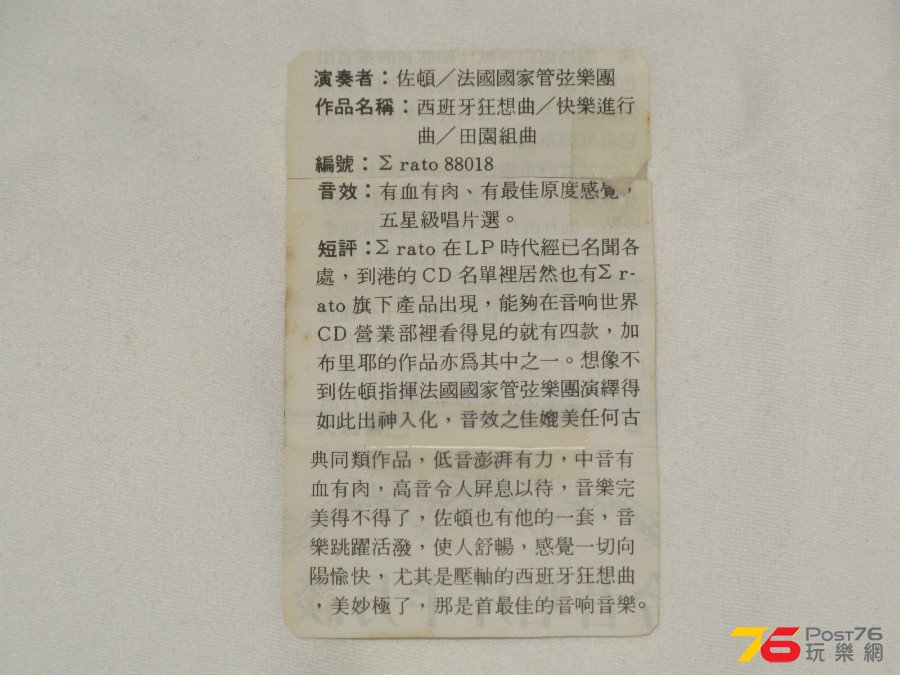 演奏者：佐頓／法國國家管弦樂團
作品名稱：西班牙狂想曲／快樂進行
曲／田園組曲
編號：Σ rato 88018
音效：有血有肉、有最佳原度感覺，
五星級唱片選。
短評：Σ rato 在LP時代經已名聞各
處，到港的 CD 名單裡居然也有Σ r-
ato 旗下產品出現，能夠在音响世界
CD 營業部裡看得見的就有四款，加
布里耶的作品亦爲其中之一。想像不
到佐頓指揮法國國家管弦樂團演繹得
如此出神入化，音效之佳媲美任何古
典同類作品，低音澎湃有力，中音有
血有肉，高音令人屏息以待，音樂完
美得不得了，佐頓也有他的一套，音
樂跳躍活潑，使人舒暢，感覺一切向
陽愉快，尤其是壓軸的西班牙狂想曲
，美妙極了，那是首最佳的音响音樂。
76 POST76
玩樂網